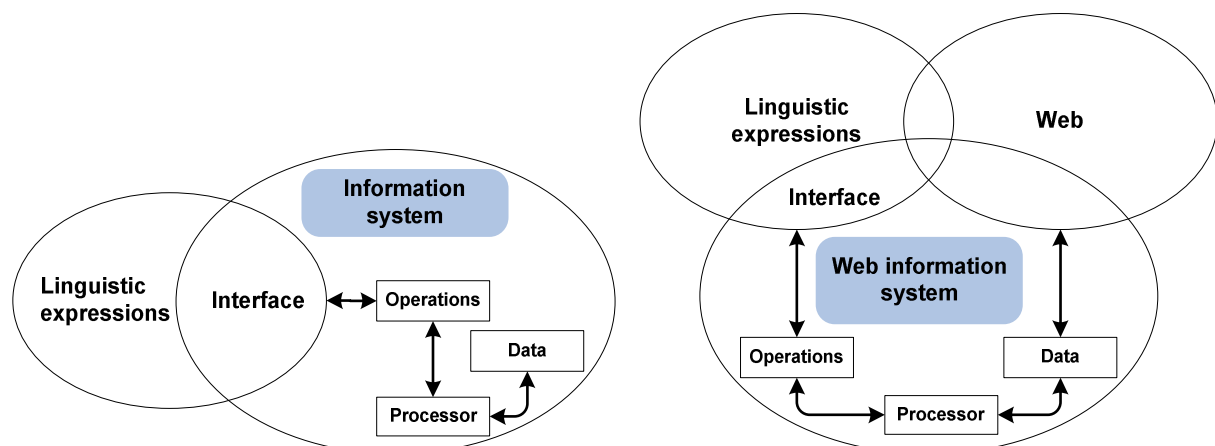 Information
system
Linguistic
expressions
Interface
Operations
Data
Processor
Linguistic
expressions
Web
Interface
Web information
system
Operations
Data
Processor